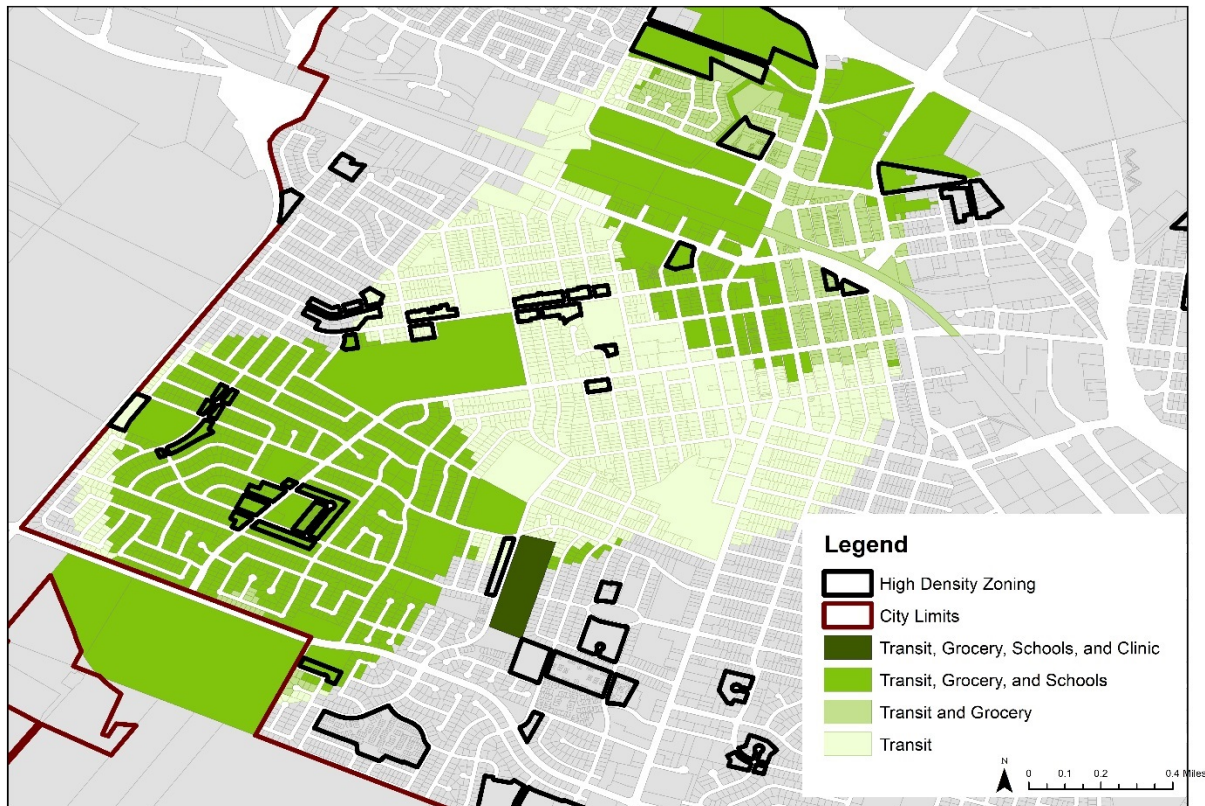 Legend
High Density Zoning
City Limits
Transit, Grocery, Schools, and Clinic
Transit, Grocery, and Schools
Transit and Grocery
Transit
N
0 0.1 0.2 0.4 Miles